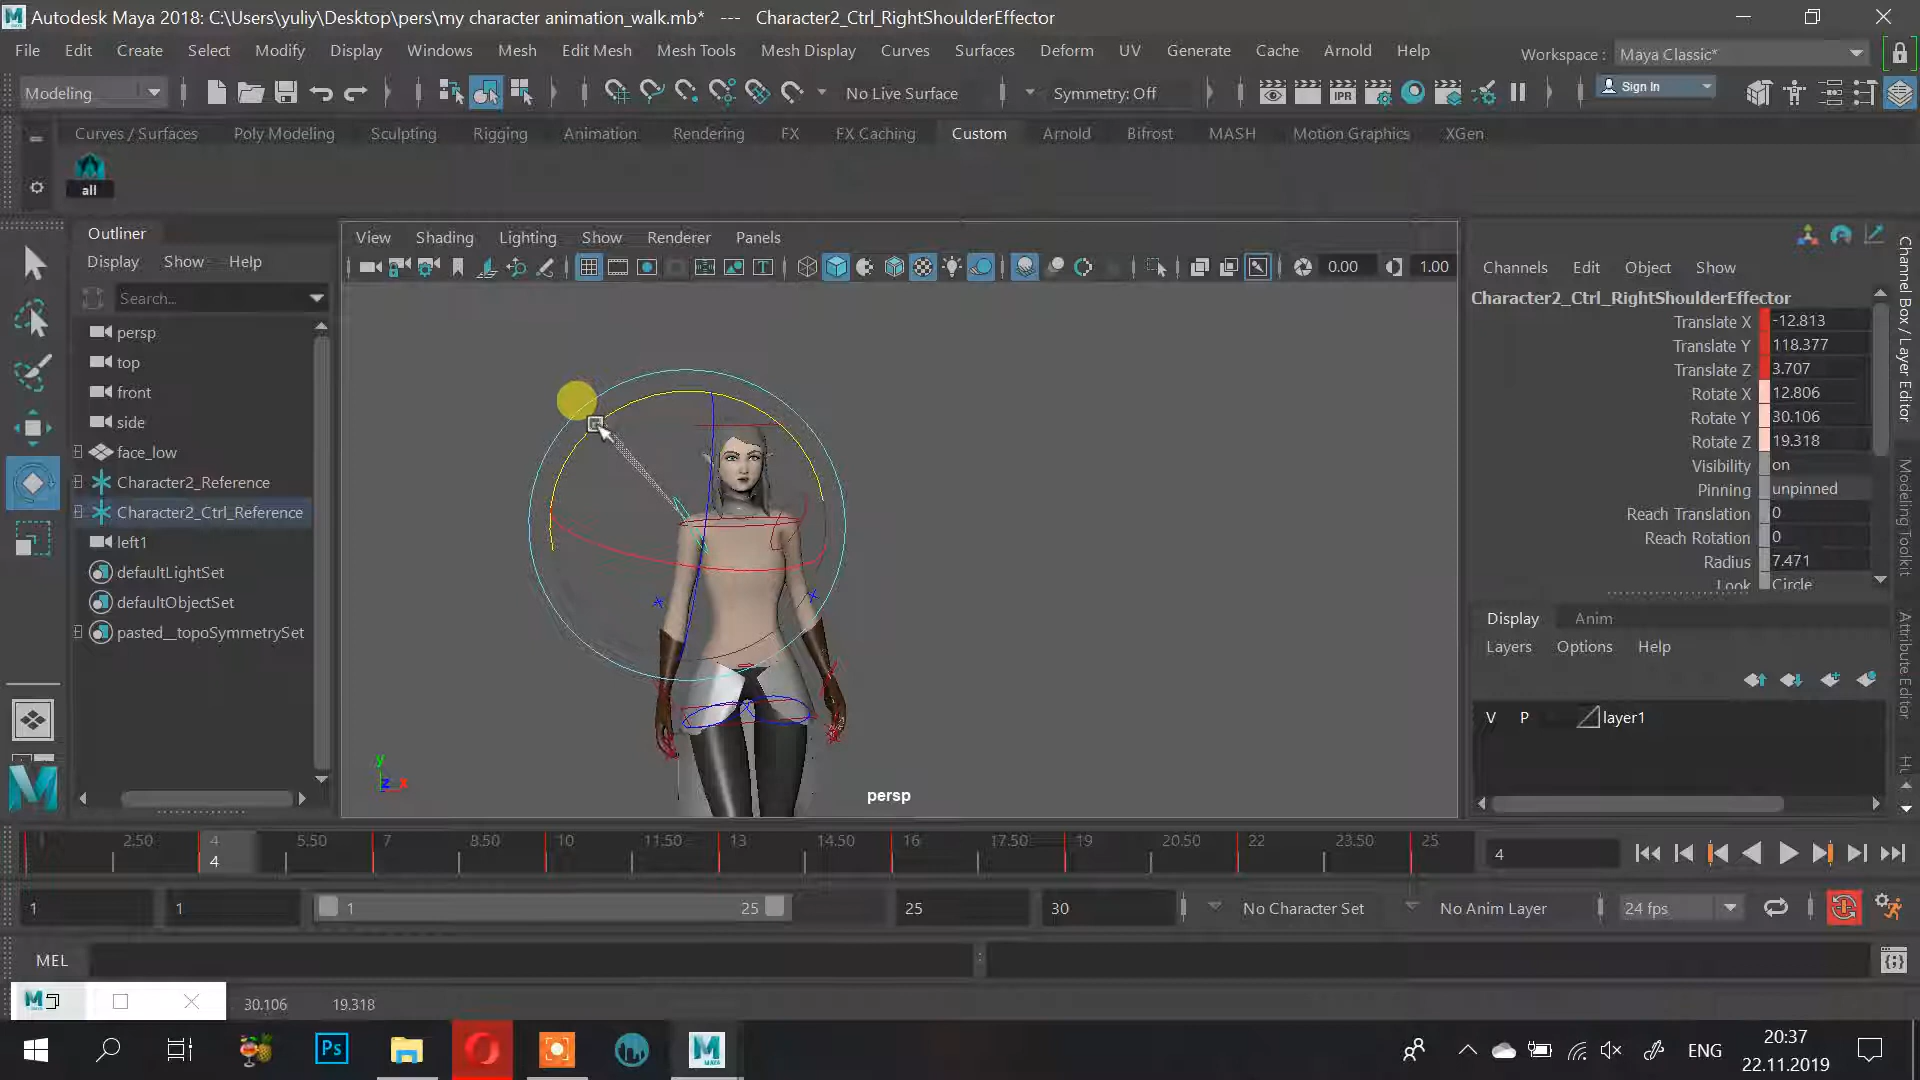 Autodesk Maya 2018: C:\Users\yuliy\Desktop\pers\my character animation_walk.mb* --- Character2_Ctrl_RightShoulderEffector
File Edit Create Select Modify Display Windows Mesh Edit Mesh Mesh Tools Mesh Display Curves Surfaces Deform UV Generate Cache Arnold Help
Workspace : Maya Classic*
Modeling No Live Surface Symmetry: Off IPR Sign In
Curves / Surfaces Poly Modeling Sculpting Rigging Animation Rendering FX FX Caching Custom Arnold Bifrost MASH Motion Graphics XGen
all
Outliner
Display Show Help
Search...
persp
top
front
side
face_low
Character2_Reference
Character2_Ctrl_Reference
left1
defaultLightSet
defaultObjectSet
pasted__topoSymmetrySet
View Shading Lighting Show Renderer Panels
0.00 1.00
y
z x
persp
Channels Edit Object Show
Character2_Ctrl_RightShoulderEffector
Translate X -12.813
Translate Y 118.377
Translate Z 3.707
Rotate X 12.806
Rotate Y 30.106
Rotate Z 19.318
Visibility on
Pinning unpinned
Reach Translation 0
Reach Rotation 0
Radius 7.471
Look Circle
Display Anim
Layers Options Help
V P layer1
Channel Box / Layer Editor
Modeling Toolkit
Attribute Editor
1 2.50 4 5.50 7 8.50 10 11.50 13 14.50 16 17.50 19 20.50 22 23.50 25
4
4
1 1 1 25 25 30 No Character Set No Anim Layer 24 fps
MEL
M
30.106 19.318
Ps
M
MAYA
ENG
20:37
22.11.2019